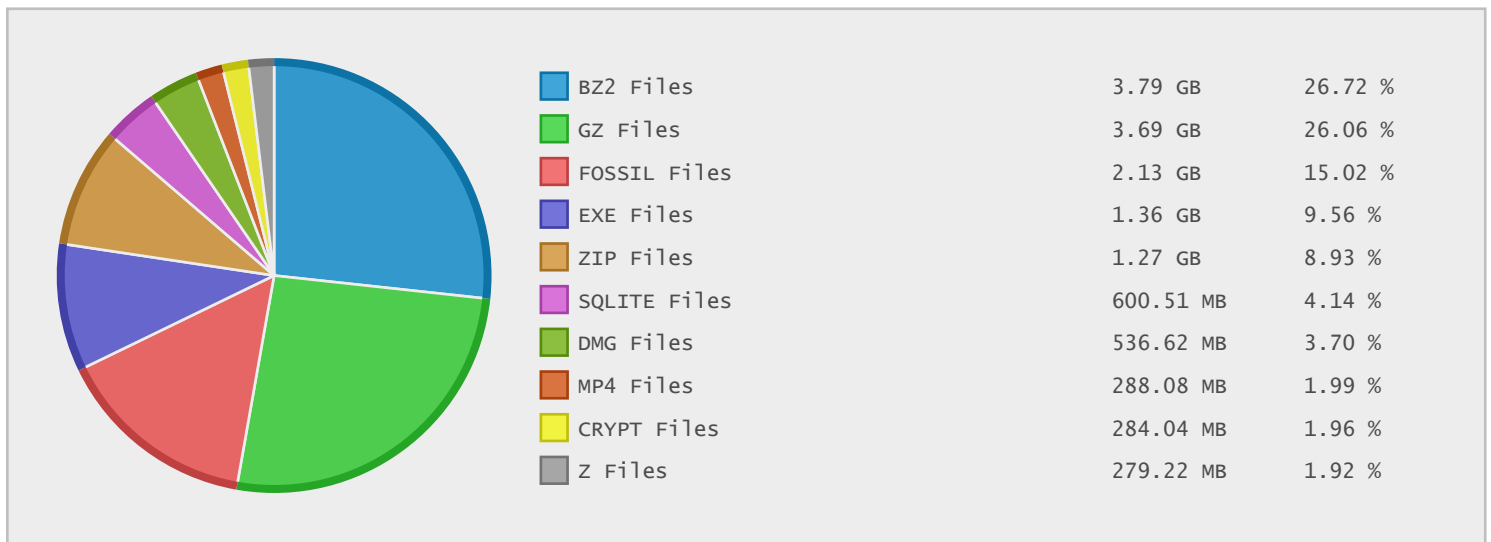 BZ2 Files 3.79 GB 26.72 %
GZ Files 3.69 GB 26.06 %
FOSSIL Files 2.13 GB 15.02 %
EXE Files 1.36 GB 9.56 %
ZIP Files 1.27 GB 8.93 %
SQLITE Files 600.51 MB 4.14 %
DMG Files 536.62 MB 3.70 %
MP4 Files 288.08 MB 1.99 %
CRYPT Files 284.04 MB 1.96 %
Z Files 279.22 MB 1.92 %